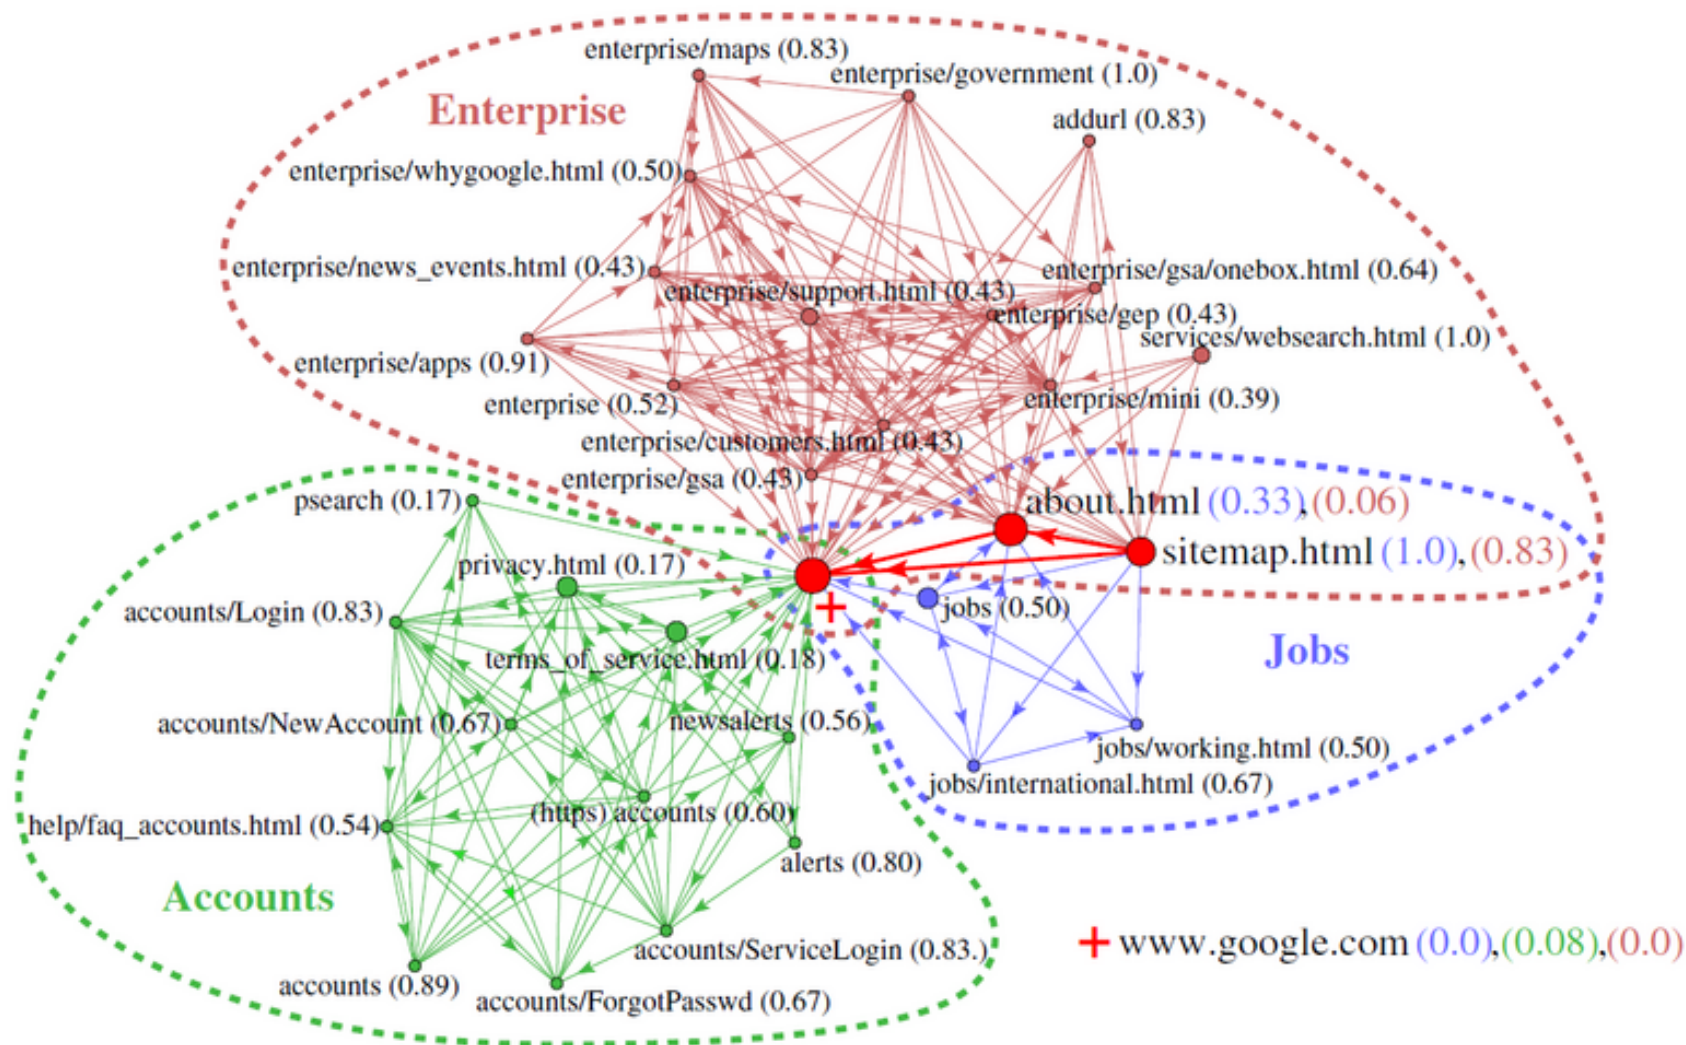 enterprise/maps (0.83)
enterprise/government (1.0)
Enterprise
addurl (0.83)
enterprise/whygoogle.html (0.50)
enterprise/news_events.html (0.43)
enterprise/gsa/onebox.html (0.64)
enterprise/support.html (0.43)
enterprise/gep (0.43)
services/websearch.html (1.0)
enterprise/apps (0.91)
enterprise (0.52)
enterprise/mini (0.39)
enterprise/customers.html (0.43)
enterprise/gsa (0.43)
psearch (0.17)
about.html (0.33),(0.06)
sitemap.html (1.0),(0.83)
privacy.html (0.17)
accounts/Login (0.83)
jobs (0.50)
terms_of_service.html (0.18)
Jobs
accounts/NewAccount (0.67)
newsalerts (0.56)
jobs/working.html (0.50)
jobs/international.html (0.67)
help/faq_accounts.html (0.54)
(https) accounts (0.60)
alerts (0.80)
Accounts
accounts/ServiceLogin (0.83.)
+ www.google.com (0.0),(0.08),(0.0)
accounts (0.89)
accounts/ForgotPasswd (0.67)